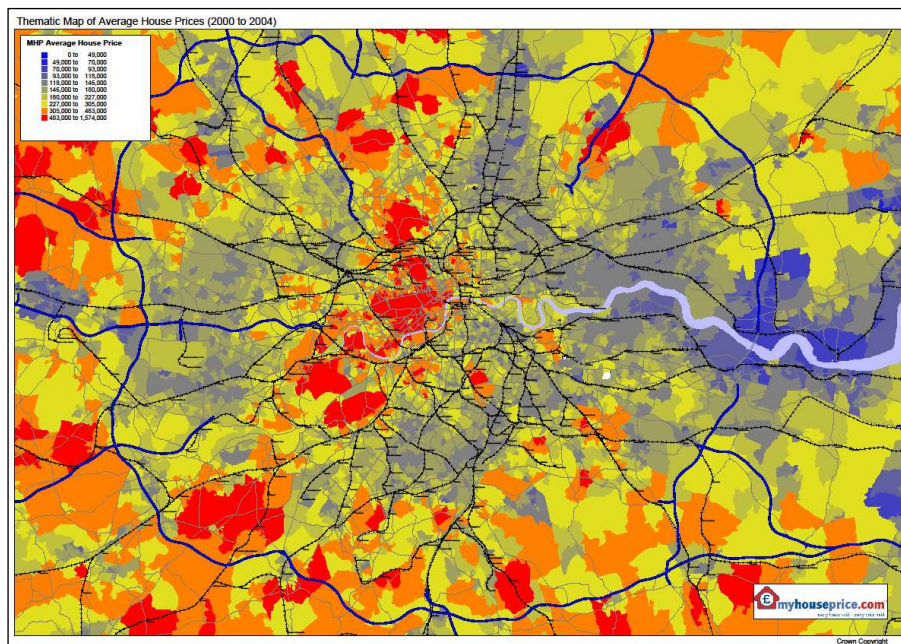 Thematic Map of Average House Prices (2000 to 2004)
MHP Average House Price
0 to 49,000
49,000 to 70,000
70,000 to 93,000
93,000 to 118,000
118,000 to 146,000
146,000 to 180,000
180,000 to 227,000
227,000 to 305,000
305,000 to 483,000
483,000 to 1,574,000
£
myhouseprice.com
Crown Copyright